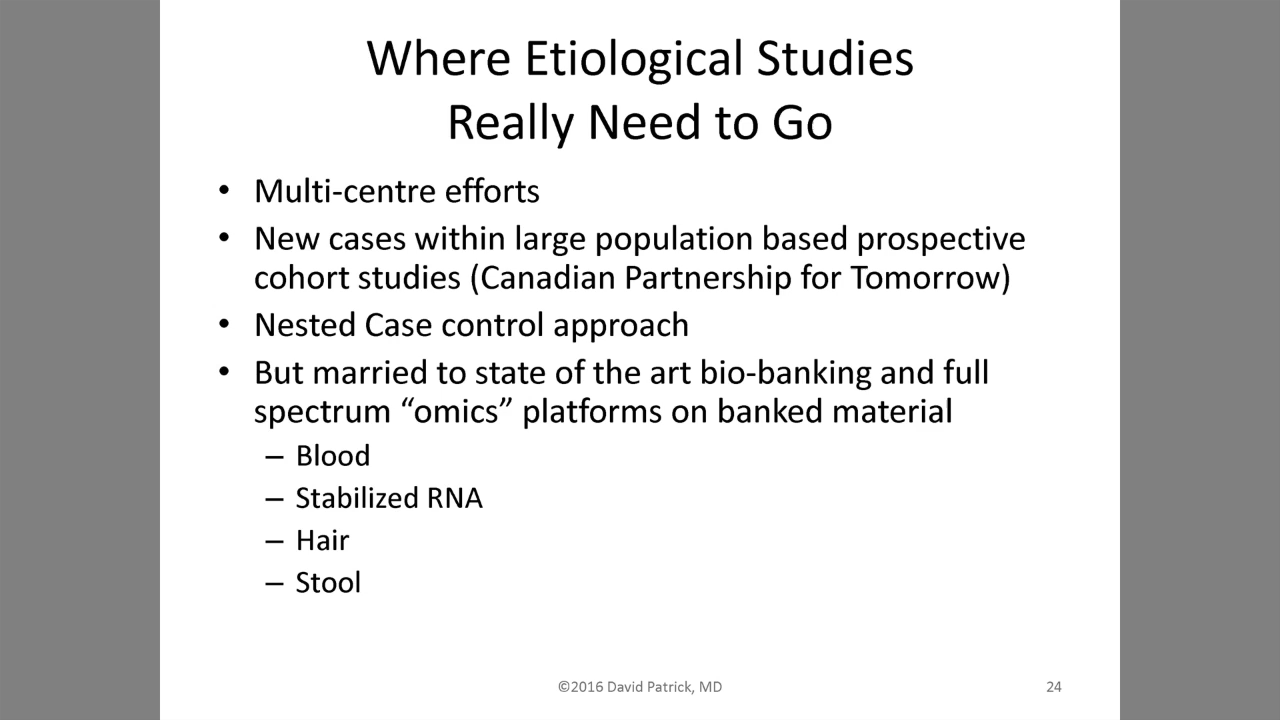 Where Etiological Studies
Really Need to Go
• Multi-centre efforts
• New cases within large population based prospective
cohort studies (Canadian Partnership for Tomorrow)
• Nested Case control approach
• But married to state of the art bio-banking and full
spectrum “omics” platforms on banked material
– Blood
– Stabilized RNA
– Hair
– Stool
©2016 David Patrick, MD
24